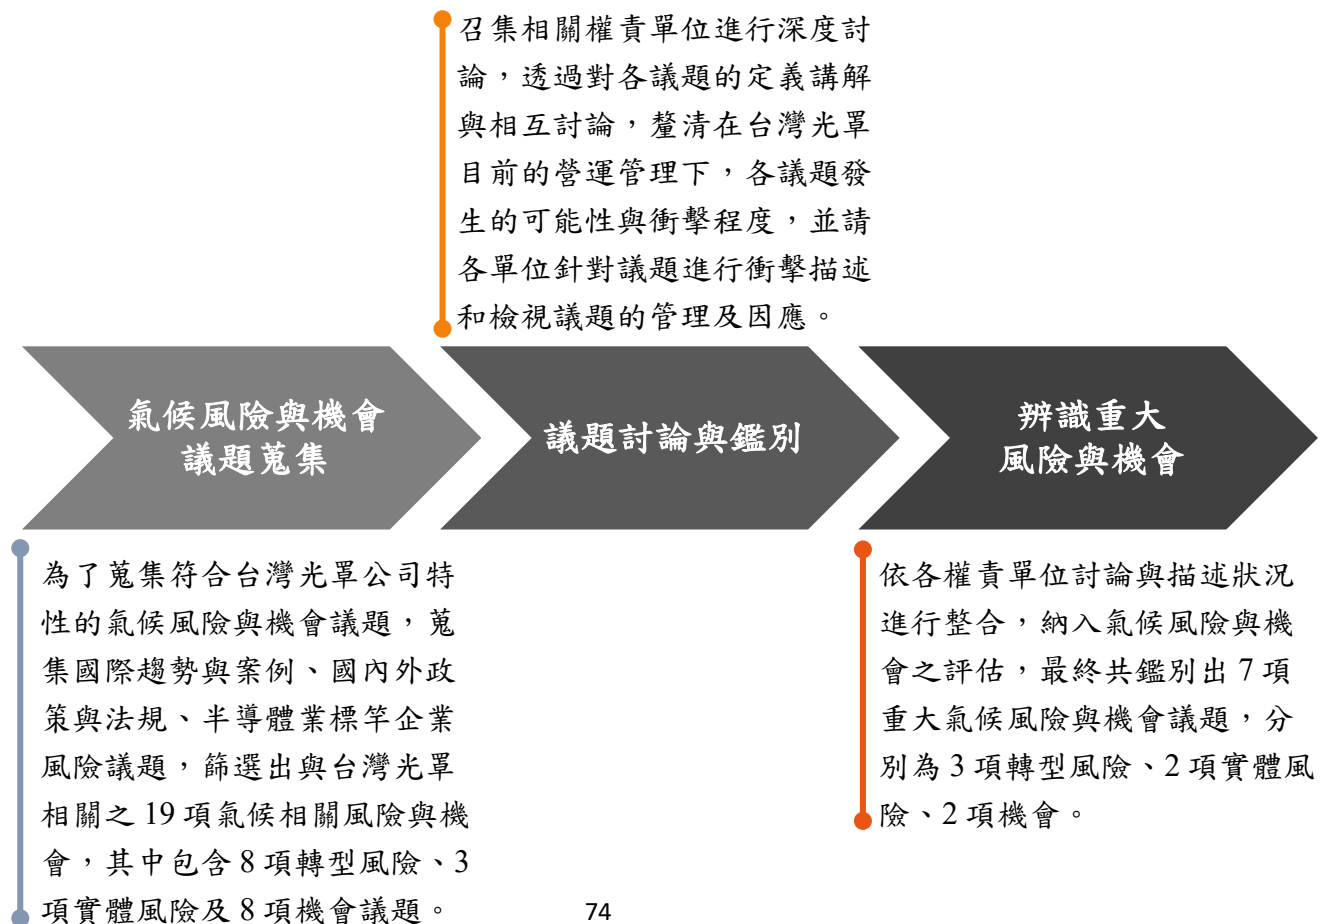 召集相關權責單位進行深度討
論，透過對各議題的定義講解
與相互討論，釐清在台灣光罩
目前的營運管理下，各議題發
生的可能性與衝擊程度，並請
各單位針對議題進行衝擊描述
和檢視議題的管理及因應。
氣候風險與機會
議題蒐集
議題討論與鑑別
辨識重大
風險與機會
為了蒐集符合台灣光罩公司特
性的氣候風險與機會議題，蒐
集國際趨勢與案例、國內外政
策與法規、半導體業標竿企業
風險議題，篩選出與台灣光罩
相關之 19 項氣候相關風險與機
會，其中包含 8 項轉型風險、3
項實體風險及 8 項機會議題。
依各權責單位討論與描述狀況
進行整合，納入氣候風險與機
會之評估，最終共鑑別出 7 項
重大氣候風險與機會議題，分
別為 3 項轉型風險、2 項實體風
險、2 項機會。
74